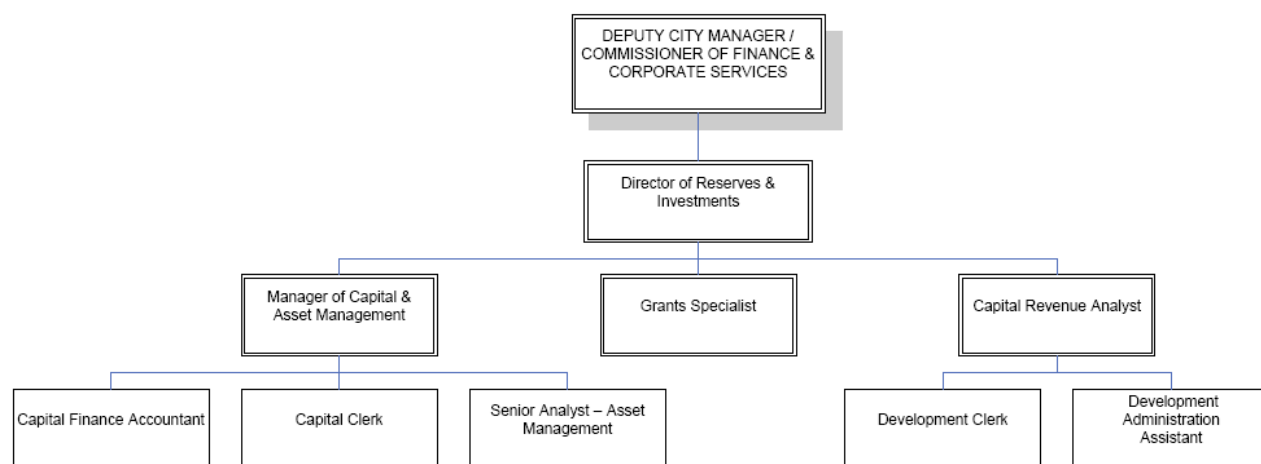 DEPUTY CITY MANAGER /
COMMISSIONER OF FINANCE &
CORPORATE SERVICES
Director of Reserves &
Investments
Manager of Capital &
Asset Management
Grants Specialist
Capital Revenue Analyst
Capital Finance Accountant
Capital Clerk
Senior Analyst – Asset
Management
Development Clerk
Development
Administration
Assistant